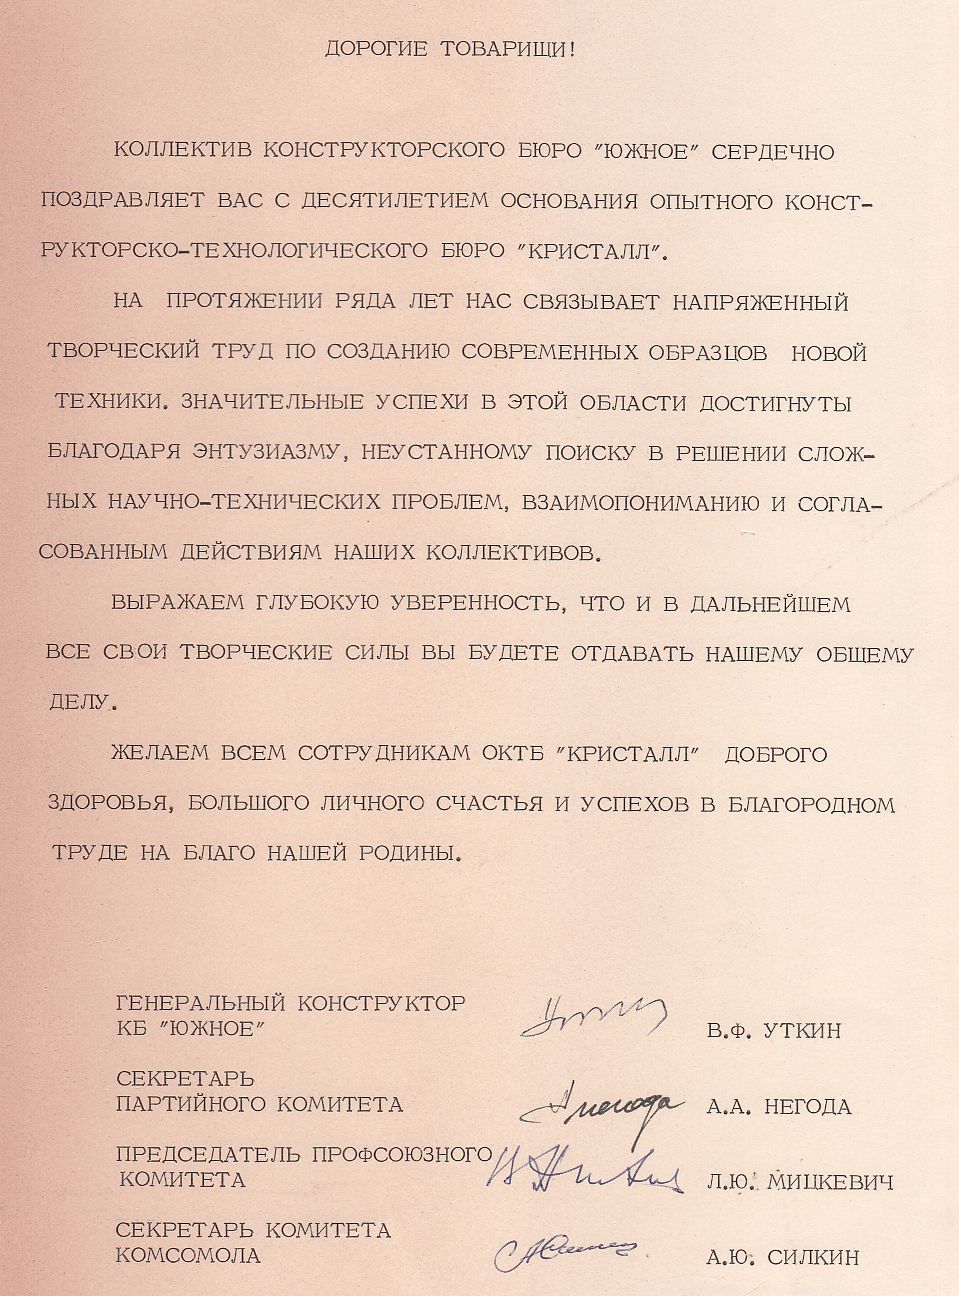 ДОРОГИЕ ТОВАРИЩИ!
КОЛЛЕКТИВ КОНСТРУКТОРСКОГО БЮРО "ЮЖНОЕ" СЕРДЕЧНО
ПОЗДРАВЛЯЕТ ВАС С ДЕСЯТИЛЕТИЕМ ОСНОВАНИЯ ОПЫТНОГО КОНСТ-
РУКТОРСКО-ТЕХНОЛОГИЧЕСКОГО БЮРО "КРИСТАЛЛ".
НА ПРОТЯЖЕНИИ РЯДА ЛЕТ НАС СВЯЗЫВАЕТ НАПРЯЖЕННЫЙ
ТВОРЧЕСКИЙ ТРУД ПО СОЗДАНИЮ СОВРЕМЕННЫХ ОБРАЗЦОВ НОВОЙ
ТЕХНИКИ. ЗНАЧИТЕЛЬНЫЕ УСПЕХИ В ЭТОЙ ОБЛАСТИ ДОСТИГНУТЫ
БЛАГОДАРЯ ЭНТУЗИАЗМУ, НЕУСТАННОМУ ПОИСКУ В РЕШЕНИИ СЛОЖ-
НЫХ НАУЧНО-ТЕХНИЧЕСКИХ ПРОБЛЕМ, ВЗАИМОПОНИМАНИЮ И СОГЛА-
СОВАННЫМ ДЕЙСТВИЯМ НАШИХ КОЛЛЕКТИВОВ.
ВЫРАЖАЕМ ГЛУБОКУЮ УВЕРЕННОСТЬ, ЧТО И В ДАЛЬНЕЙШЕМ
ВСЕ СВОИ ТВОРЧЕСКИЕ СИЛЫ ВЫ БУДЕТЕ ОТДАВАТЬ НАШЕМУ ОБЩЕМУ
ДЕЛУ.
ЖЕЛАЕМ ВСЕМ СОТРУДНИКАМ ОКТБ "КРИСТАЛЛ" ДОБРОГО
ЗДОРОВЬЯ, БОЛЬШОГО ЛИЧНОГО СЧАСТЬЯ И УСПЕХОВ В БЛАГОРОДНОМ
ТРУДЕ НА БЛАГО НАШЕЙ РОДИНЫ.
ГЕНЕРАЛЬНЫЙ КОНСТРУКТОР
КБ "ЮЖНОЕ"
В.Ф. УТКИН
СЕКРЕТАРЬ
ПАРТИЙНОГО КОМИТЕТА
А.А. НЕГОДА
ПРЕДСЕДАТЕЛЬ ПРОФСОЮЗНОГО
КОМИТЕТА
Л.Ю. МИЦКЕВИЧ
СЕКРЕТАРЬ КОМИТЕТА
КОМСОМОЛА
А.Ю. СИЛКИН